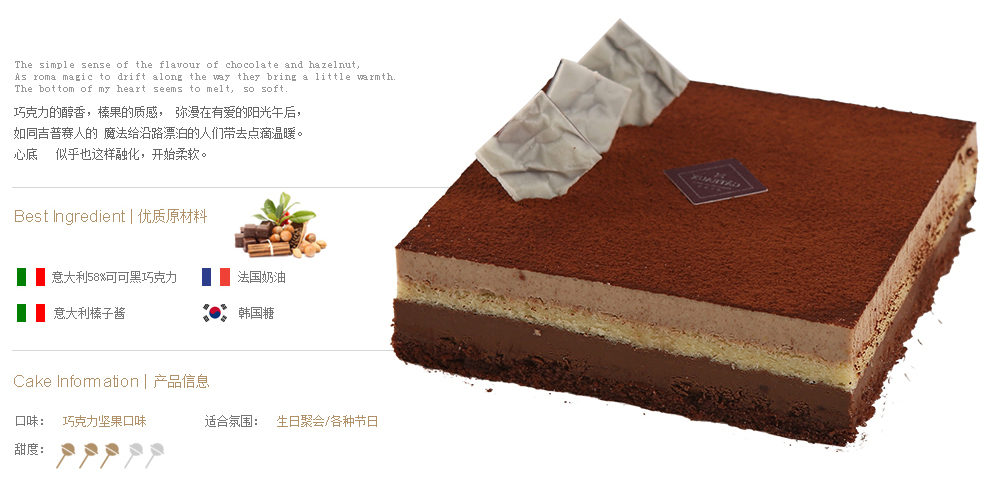 The simple sense of the flavour of chocolate and hazelnut,
As roma magic to drift along the way they bring a little warmth.
The bottom of my heart seems to melt, so soft.
巧克力的醇香，榛果的质感， 弥漫在有爱的阳光午后，
如同吉普赛人的 魔法给沿路漂泊的人们带去点滴温暖。
心底 似乎也这样融化，开始柔软。
Best Ingredient | 优质原材料
意大利58%可可黑巧克力 法国奶油
意大利榛子酱 韩国糖
Cake Information | 产品信息
口味： 巧克力坚果口味 适合氛围： 生日聚会/各种节日
甜度：